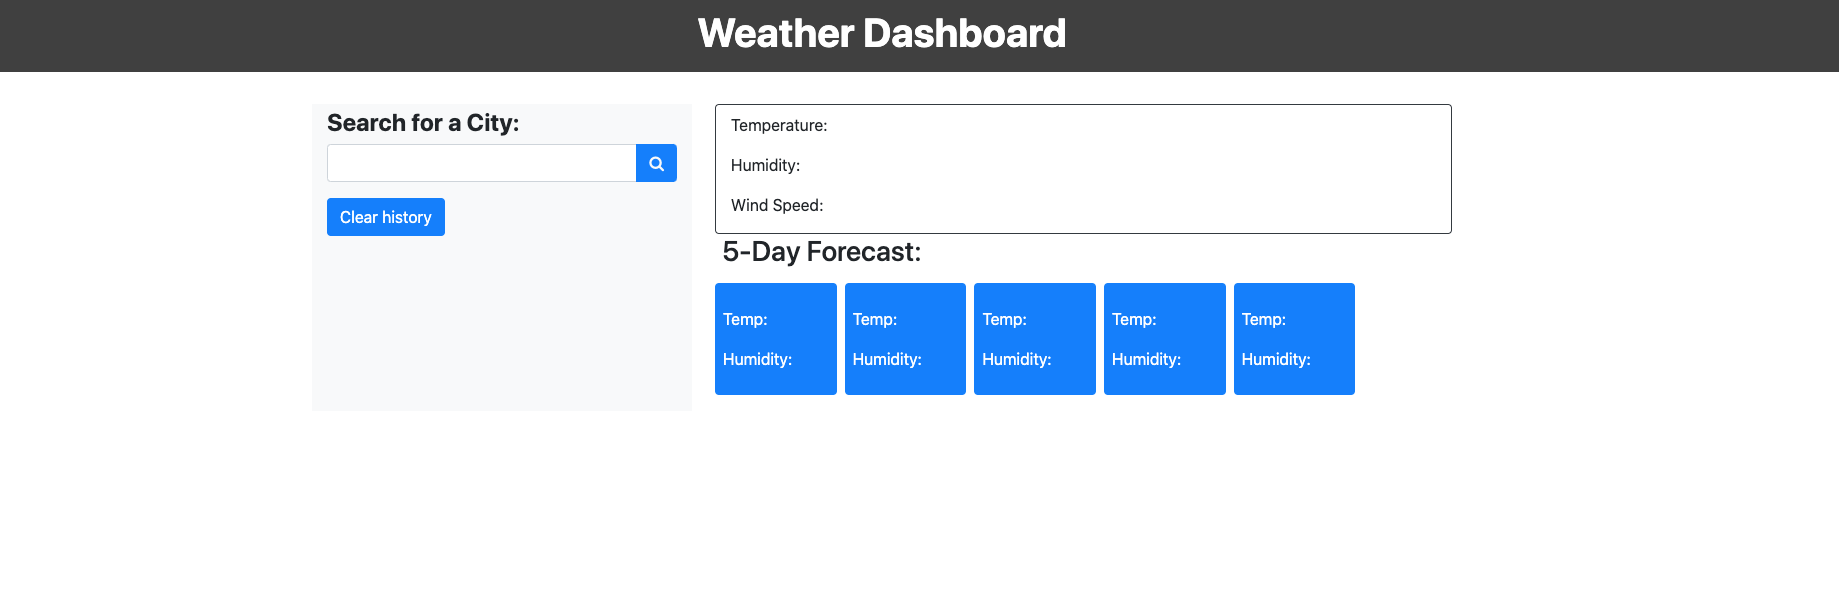 Weather Dashboard
Search for a City:
Clear history
Temperature:
Humidity:
Wind Speed:
5-Day Forecast:
Temp: Temp: Temp: Temp: Temp:
Humidity: Humidity: Humidity: Humidity: Humidity: